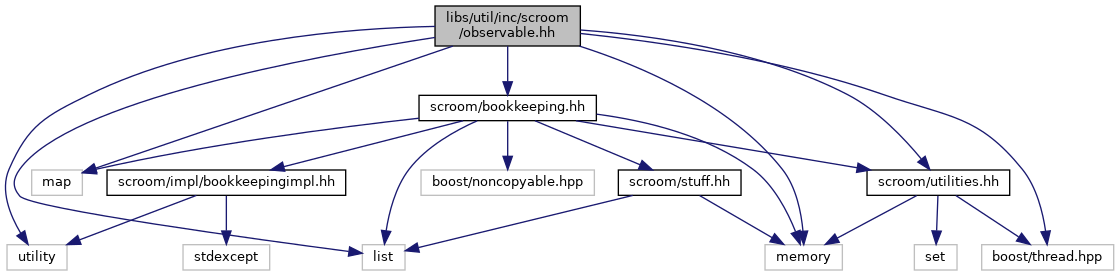 libs/util/inc/scroom
/observable.hh
scroom/bookkeeping.hh
map
scroom/impl/bookkeepingimpl.hh
boost/noncopyable.hpp
scroom/stuff.hh
scroom/utilities.hh
utility
stdexcept
list
memory
set
boost/thread.hpp